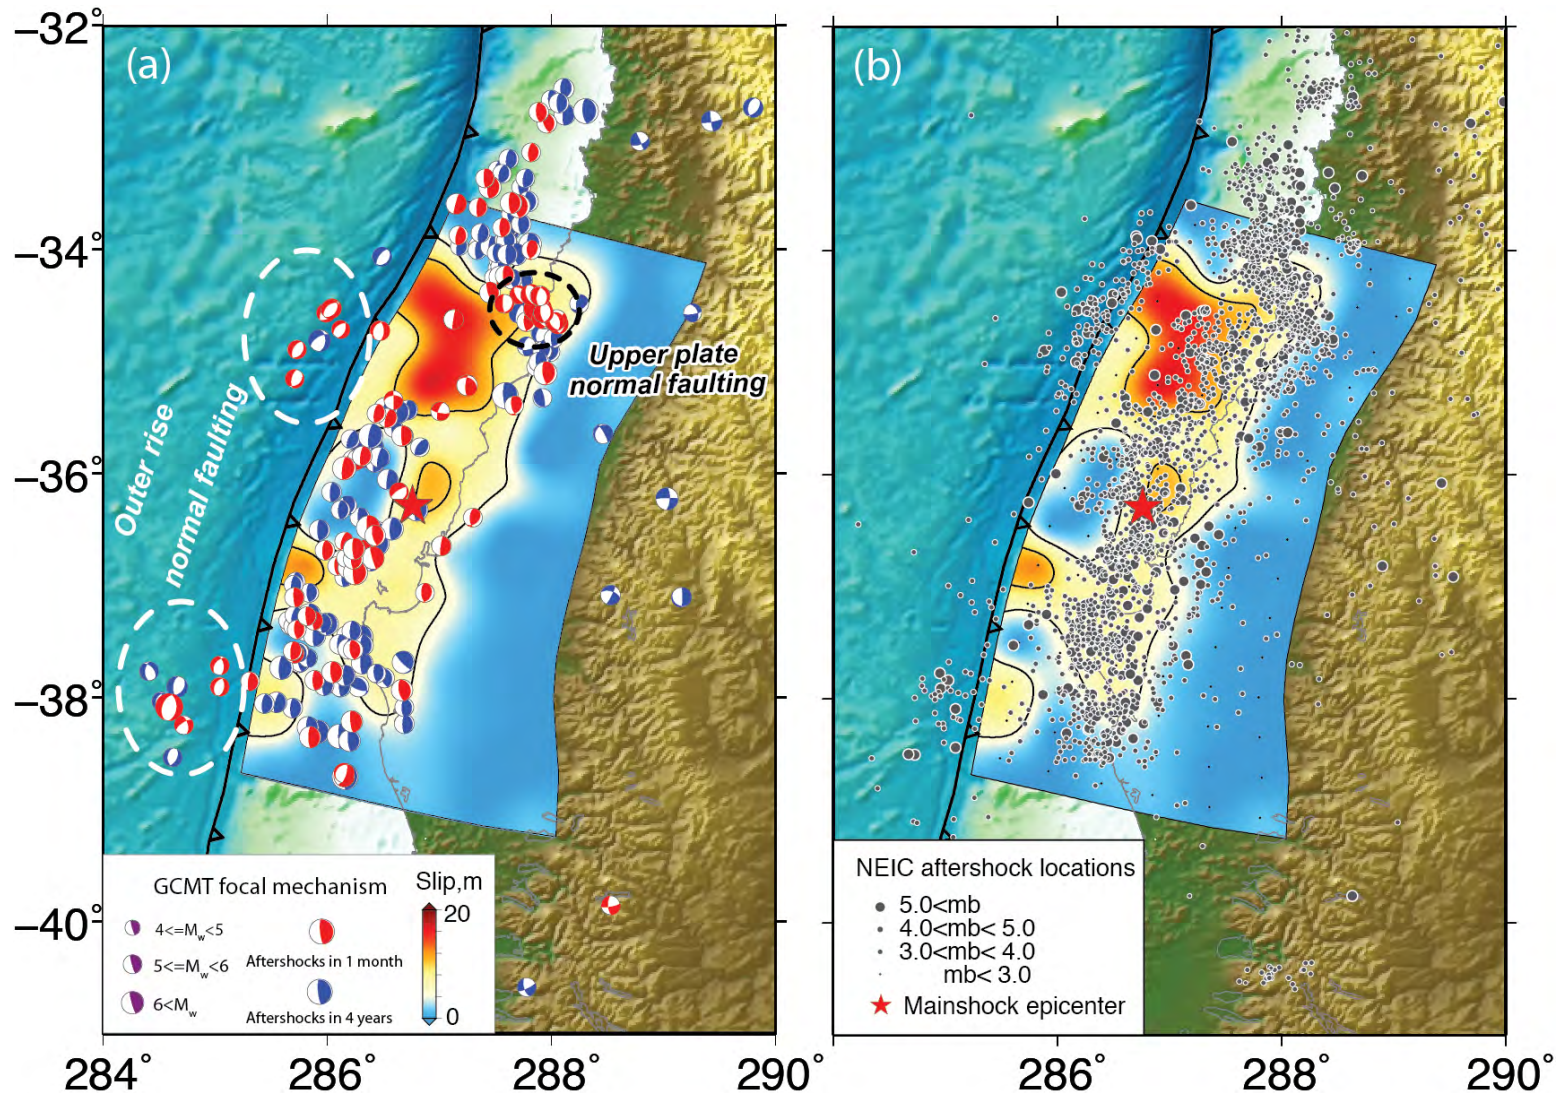 −32°
−34°
−36°
−38°
−40°
(a)
Outer rise
normal faulting
Upper plate
normal faulting
GCMT focal mechanism
4<=Mw<5
5<=Mw<6
6<Mw
Aftershocks in 1 month
Aftershocks in 4 years
Slip,m
20
0
284°
286°
288°
290°
(b)
NEIC aftershock locations
5.0<mb
4.0<mb< 5.0
3.0<mb< 4.0
mb< 3.0
Mainshock epicenter
286°
288°
290°